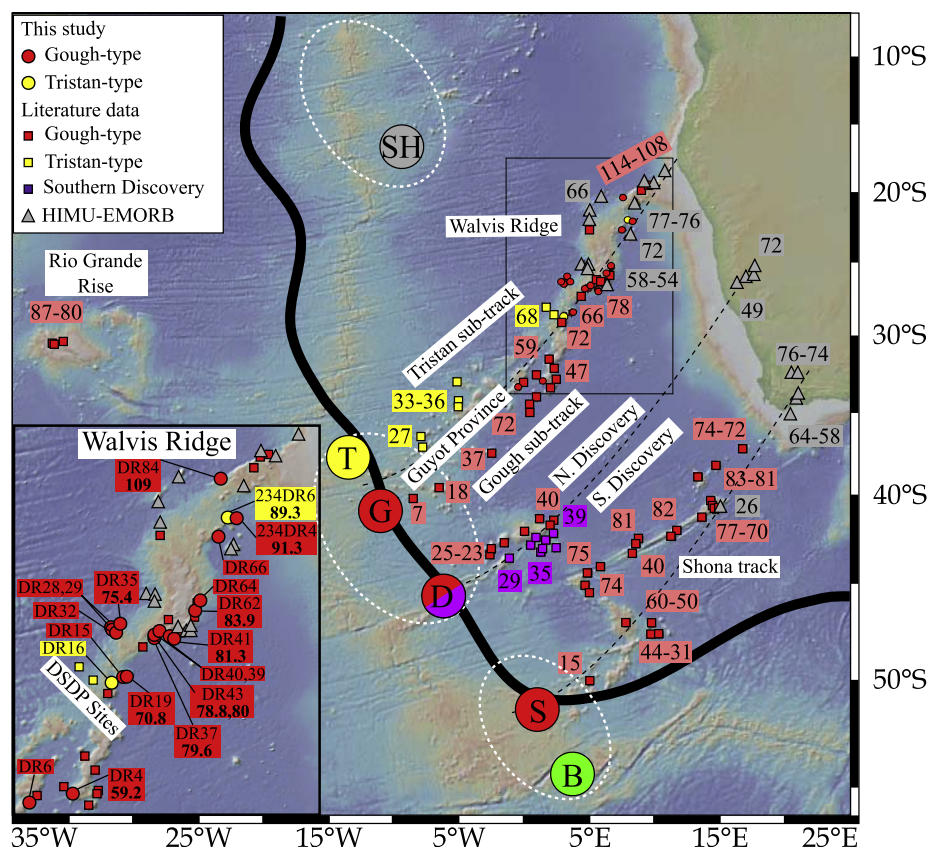 This study
Gough-type
Tristan-type
Literature data
Gough-type
Tristan-type
Southern Discovery
HIMU-EMORB
10°S
20°S
30°S
40°S
50°S
35°W
25°W
15°W
5°W
5°E
15°E
25°E
SH
114-108
66
Walvis Ridge
77-76
72
58-54
78
72
49
Rio Grande
Rise
87-80
68
66
72
59
47
Tristan sub-track
33-36
72
27
Guyot Province
37
Gough sub-track
18
7
N. Discovery
S. Discovery
76-74
64-58
74-72
83-81
26
77-70
82
81
40
39
25-23
29
35
75
74
40
Shona track
60-50
44-31
15
T
G
D
S
B
Walvis Ridge
DR84
109
234DR6
89.3
234DR4
91.3
DR66
DR64
DR62
83.9
DR28,29
DR35
75.4
DR32
DR15
DR16
DR41
81.3
DR40,39
DR43
78.8,80
DR19
70.8
DR37
79.6
DSDP Sites
DR6
DR4
59.2